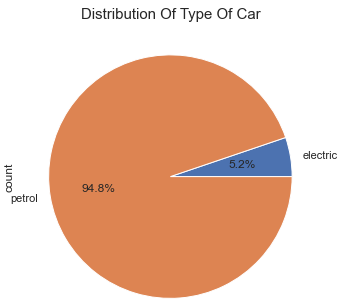 Distribution Of Type Of Car
electric
5.2%
94.8%
petrol
count